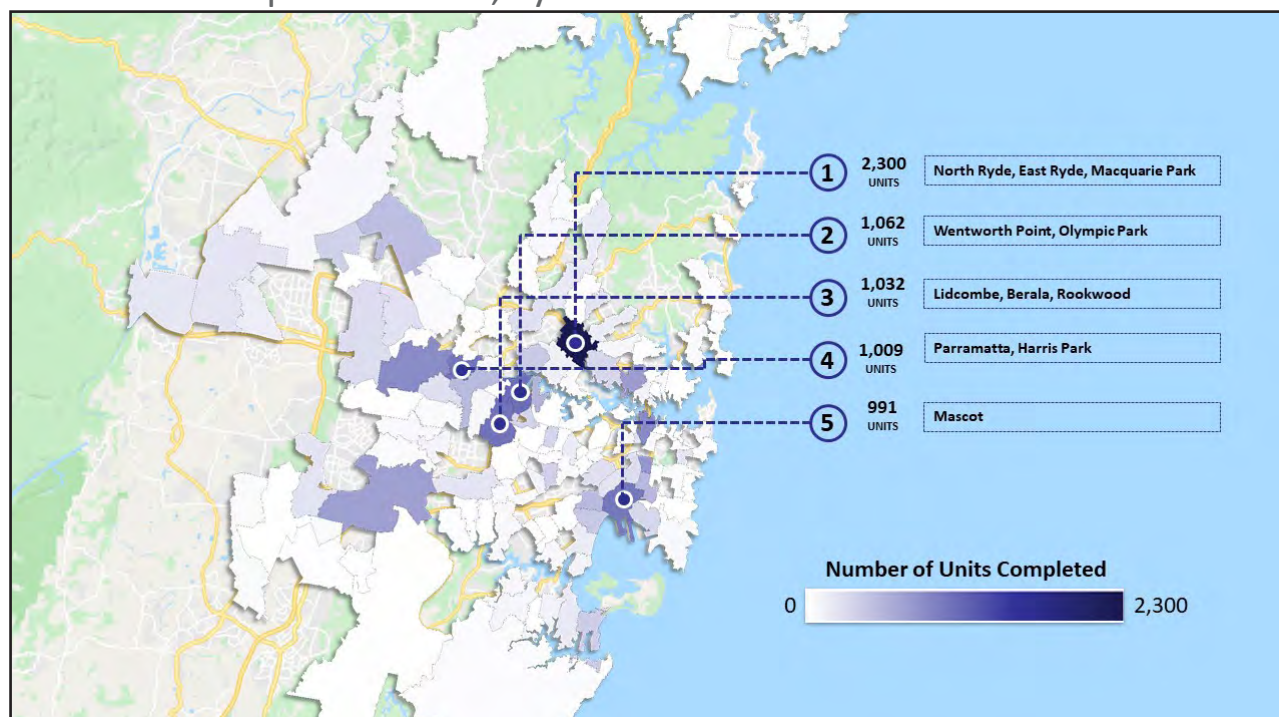 1
2,300
UNITS
North Ryde, East Ryde, Macquarie Park
2
1,062
UNITS
Wentworth Point, Olympic Park
3
1,032
UNITS
Lidcombe, Berala, Rookwood
4
1,009
UNITS
Parramatta, Harris Park
5
991
UNITS
Mascot
Number of Units Completed
0
2,300